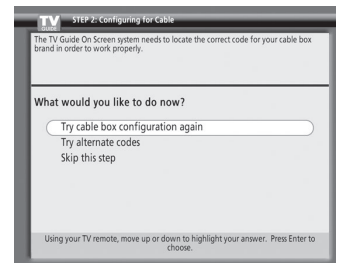 TV
GUIDE
STEP 2: Configuring for Cable
The TV Guide On Screen system needs to locate the correct code for your cable box
brand in order to work properly.
What would you like to do now?
Try cable box configuration again
Try alternate codes
Skip this step
Using your TV remote, move up or down to highlight your answer. Press Enter to
choose.